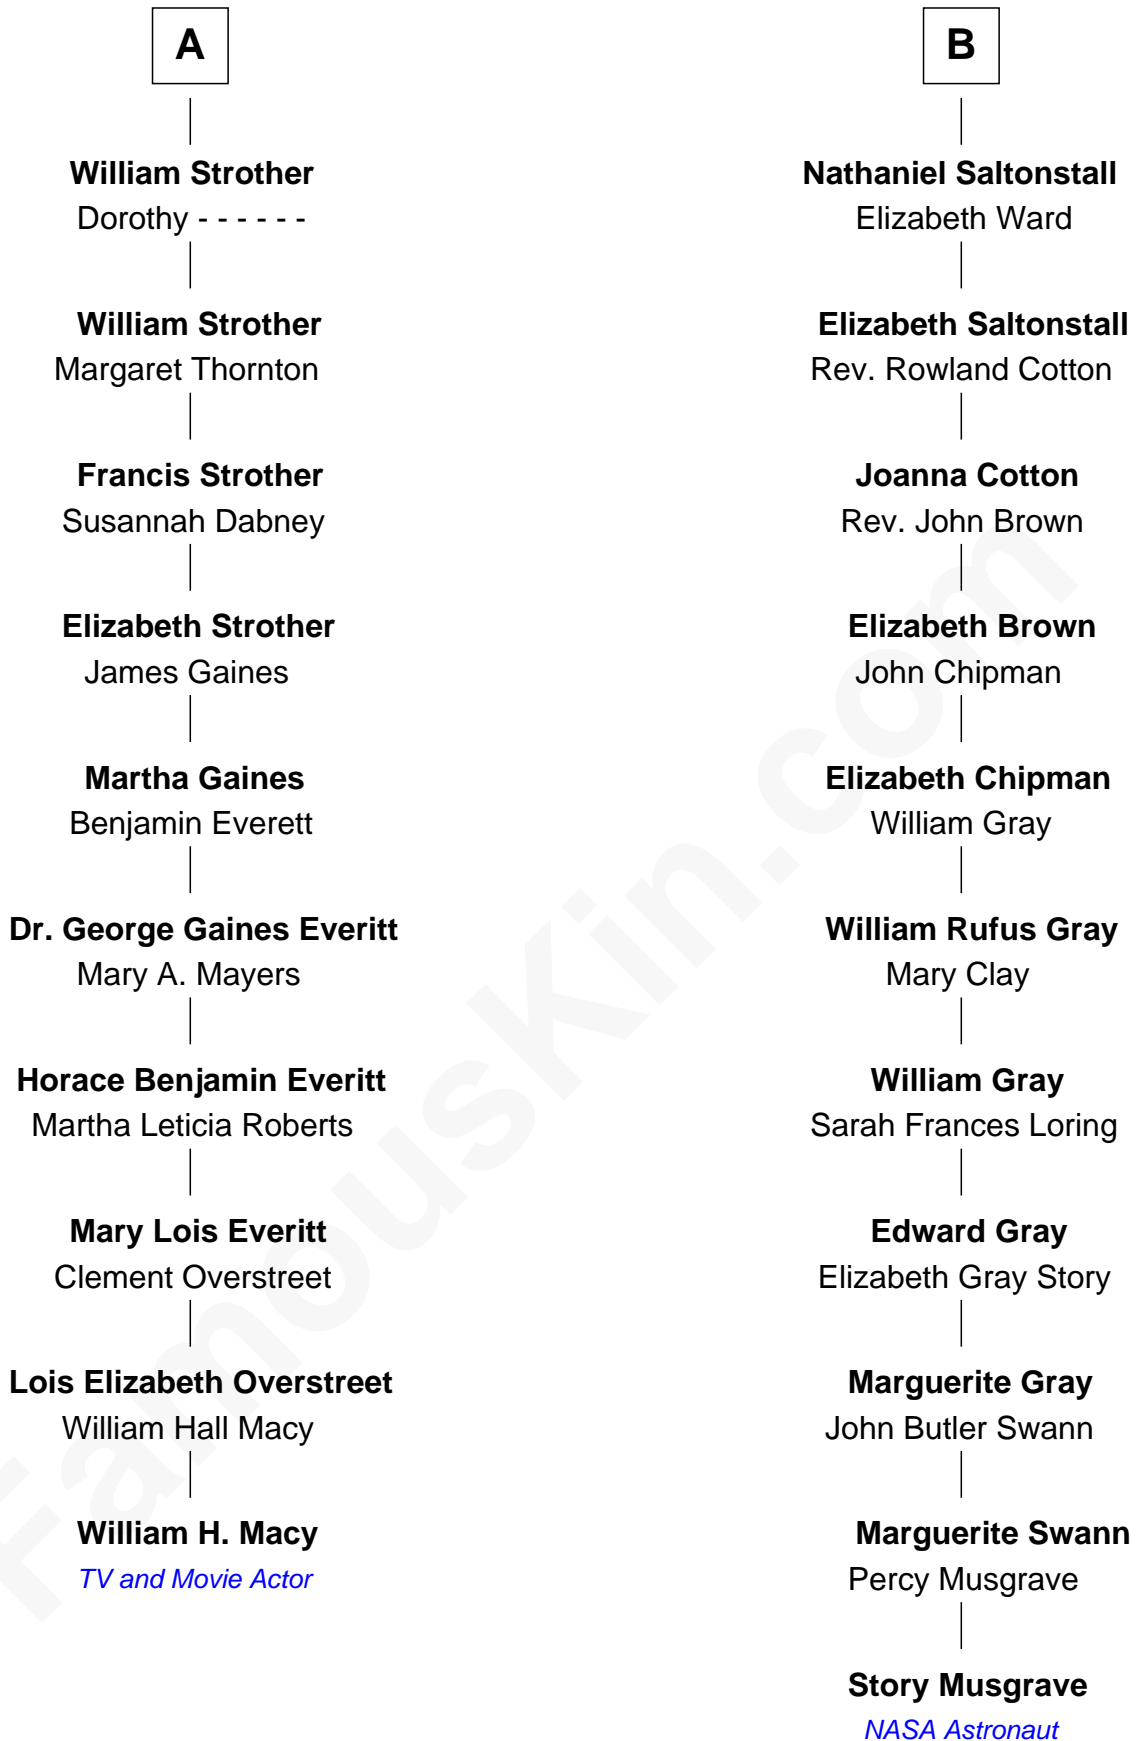 A
William Strother
Dorothy - - - - - -
William Strother
Margaret Thornton
Francis Strother
Susannah Dabney
Elizabeth Strother
James Gaines
Martha Gaines
Benjamin Everett
Dr. George Gaines Everitt
Mary A. Mayers
Horace Benjamin Everitt
Martha Leticia Roberts
Mary Lois Everitt
Clement Overstreet
Lois Elizabeth Overstreet
William Hall Macy
William H. Macy
TV and Movie Actor
B
Nathaniel Saltonstall
Elizabeth Ward
Elizabeth Saltonstall
Rev. Rowland Cotton
Joanna Cotton
Rev. John Brown
Elizabeth Brown
John Chipman
Elizabeth Chipman
William Gray
William Rufus Gray
Mary Clay
William Gray
Sarah Frances Loring
Edward Gray
Elizabeth Gray Story
Marguerite Gray
John Butler Swann
Marguerite Swann
Percy Musgrave
Story Musgrave
NASA Astronaut
FamousKin.com